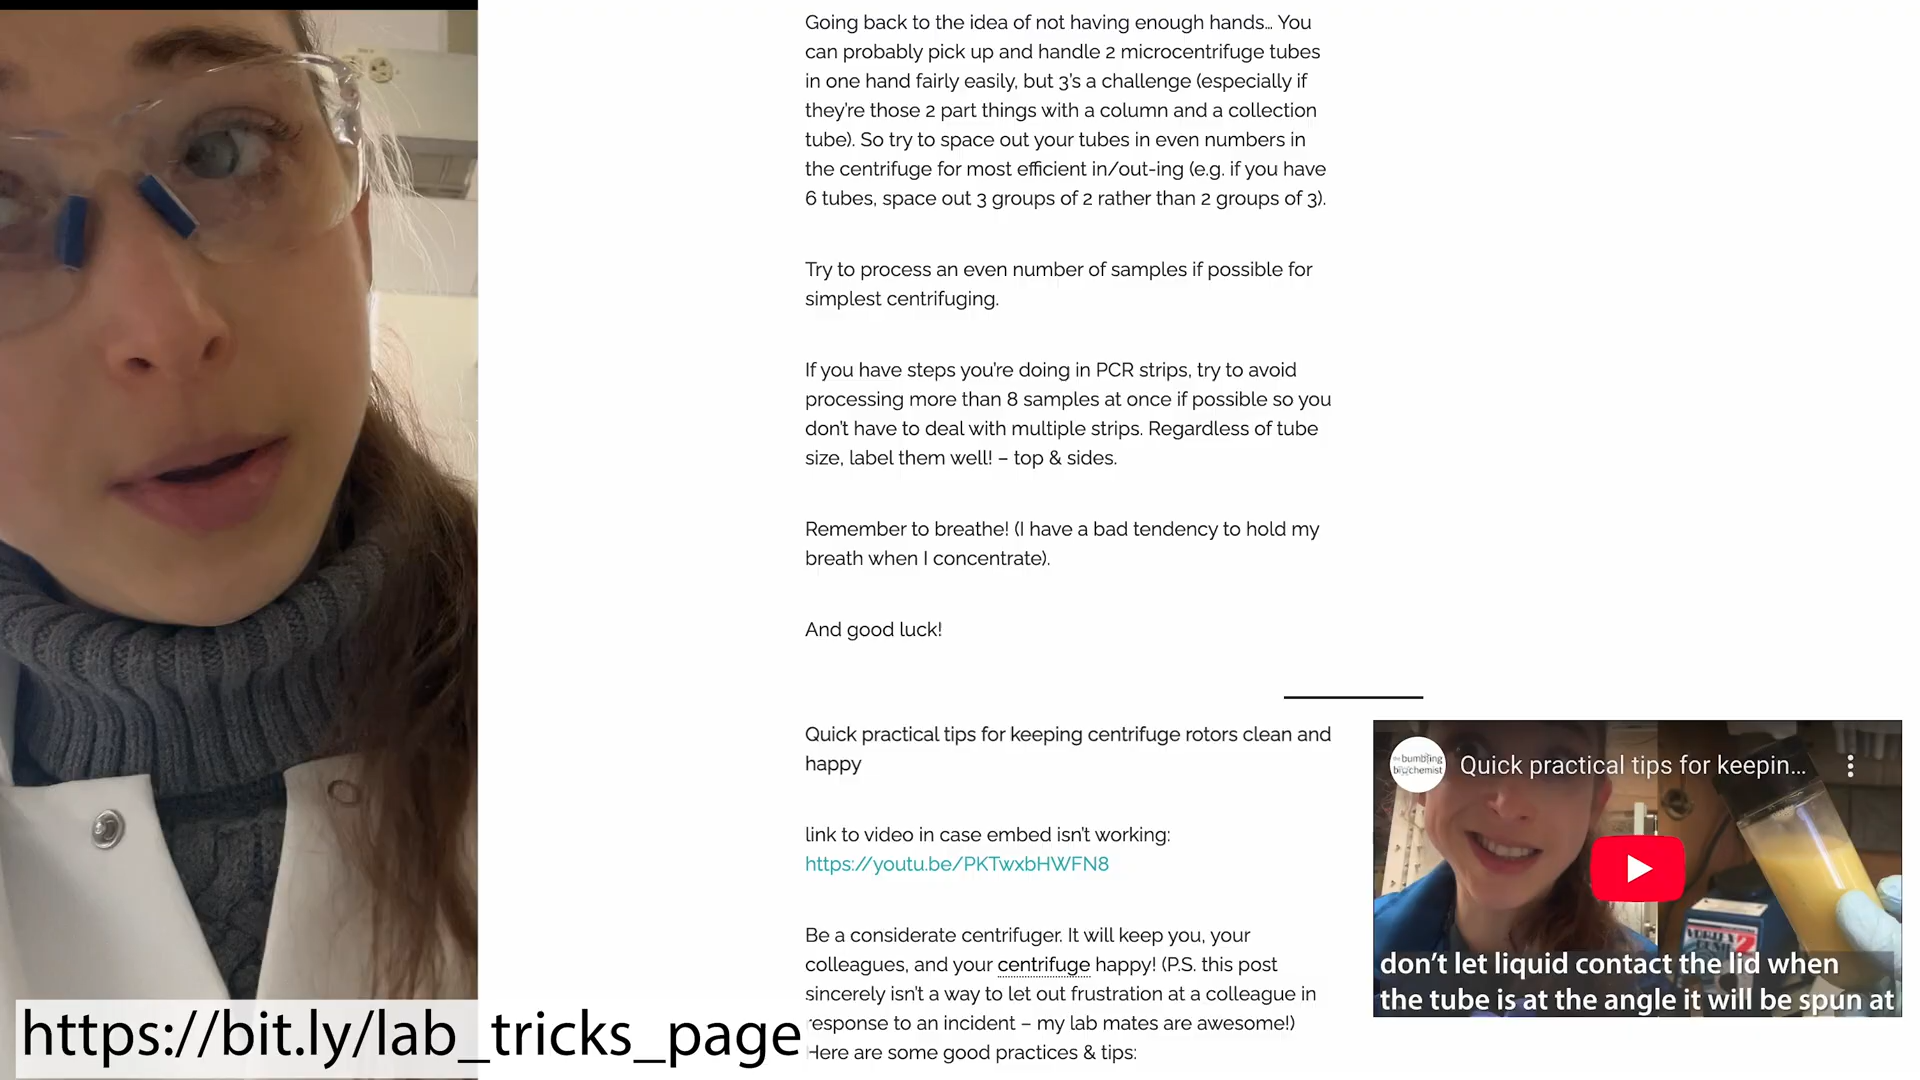 Going back to the idea of not having enough hands… You
can probably pick up and handle 2 microcentrifuge tubes
in one hand fairly easily, but 3's a challenge (especially if
they're those 2 part things with a column and a collection
tube). So try to space out your tubes in even numbers in
the centrifuge for most efficient in/out-ing (e.g. if you have
6 tubes, space out 3 groups of 2 rather than 2 groups of 3).
Try to process an even number of samples if possible for
simplest centrifuging.
If you have steps you're doing in PCR strips, try to avoid
processing more than 8 samples at once if possible so you
don't have to deal with multiple strips. Regardless of tube
size, label them well! – top & sides.
Remember to breathe! (I have a bad tendency to hold my
breath when I concentrate).
And good luck!
Quick practical tips for keeping centrifuge rotors clean and
happy
link to video in case embed isn't working:
https://youtu.be/PKTwxbHWFN8
Be a considerate centrifuger. It will keep you, your
colleagues, and your centrifuge happy! (P.S. this post
sincerely isn't a way to let out frustration at a colleague in
response to an incident – my lab mates are awesome!)
Here are some good practices & tips:
the bumbling
biochemist
Quick practical tips for keepin...
VORTEX
GENIE 2
don't let liquid contact the lid when
the tube is at the angle it will be spun at
https://bit.ly/lab_tricks_page